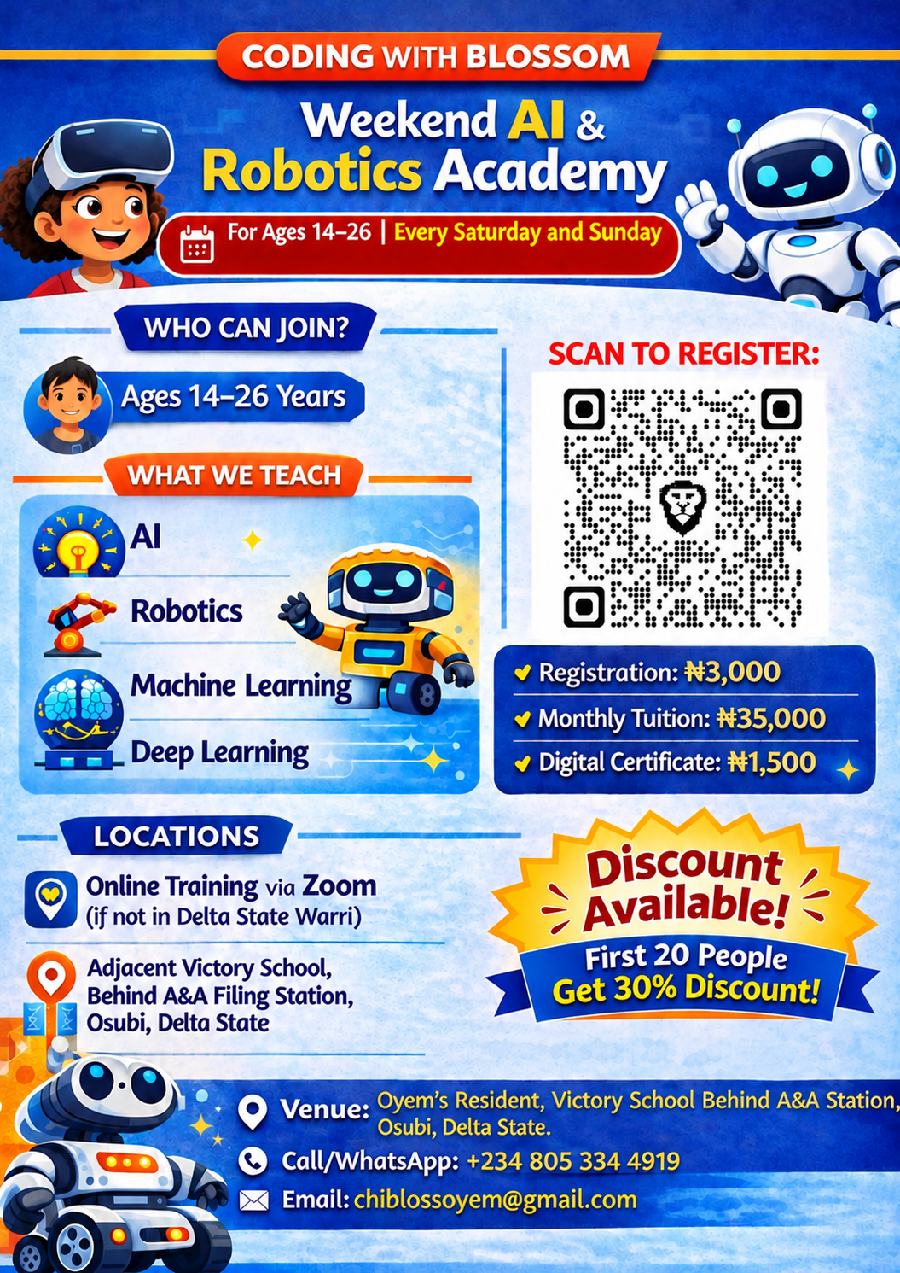 CODING WITH BLOSSOM
Weekend AI &
Robotics Academy
For Ages 14–26 | Every Saturday and Sunday
WHO CAN JOIN?
Ages 14–26 Years
WHAT WE TEACH
AI
Robotics
Machine Learning
Deep Learning
SCAN TO REGISTER:
Registration: ₦3,000
Monthly Tuition: ₦35,000
Digital Certificate: ₦1,500
LOCATIONS
Online Training via Zoom
(if not in Delta State Warri)
Adjacent Victory School,
Behind A&A Filing Station,
Osubi, Delta State
Discount
Available!
First 20 People
Get 30% Discount!
Venue: Oyem's Resident, Victory School Behind A&A Station,
Osubi, Delta State.
Call/WhatsApp: +234 805 334 4919
Email: chiblossoyem@gmail.com